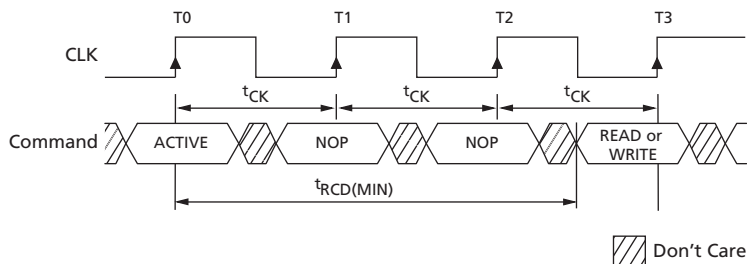 T0 T1 T2 T3
CLK
tCK tCK tCK
Command ACTIVE NOP NOP READ or
WRITE
tRCD(MIN)
Don't Care